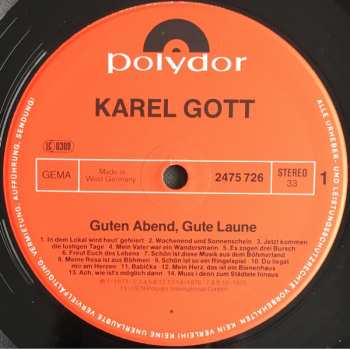 polydor
KAREL GOTT
GEMA
Made in
West Germany
2475 726
STEREO
33
1
Guten Abend, Gute Laune
1. In dem Lokal wird heut' gefeiert 2. Wochenend und Sonnenschein 3. Jetzt kommen
die lustigen Tage 4. Mein Vater war ein Wandersmann 5. Es zogen drei Bursch
6. Freut Euch des Lebens 7. Schön ist diese Musik aus dem Böhmerland
8. Meine Rosa ist aus Böhmen 9. Schön ist so ein Ringelspiel 10. Du liegst
mir am Herzen 11. Babička 12. Mein Herz, das ist ein Bienenhaus
13. Ach, wie ist's möglich dann 14. Muss i denn zum Städtele hinaus
ALLE URHEBER- UND LEISTUNGSSCHUTZRECHTE VORBEHALTEN KEIN VERLEIH! KEINE UNERLAUBTE VERVIELFÄLTIGUNG, VERMIETUNG, AUFFÜHRUNG, SENDUNG!